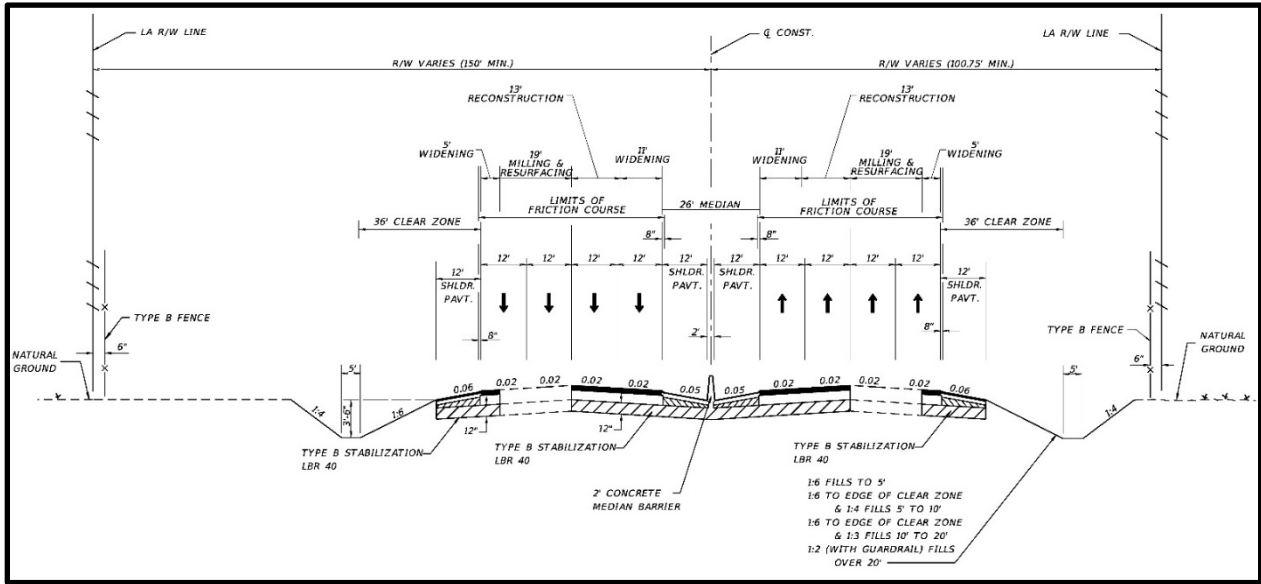 LA R/W LINE
℄ CONST.
LA R/W LINE
R/W VARIES (150' MIN.)
R/W VARIES (100.75' MIN.)
13'
RECONSTRUCTION
13'
RECONSTRUCTION
5'
WIDENING
19'
MILLING &
RESURFACING
11'
WIDENING
11'
WIDENING
19'
MILLING &
RESURFACING
5'
WIDENING
LIMITS OF
FRICTION COURSE
26' MEDIAN
LIMITS OF
FRICTION COURSE
36' CLEAR ZONE
36' CLEAR ZONE
8"
8"
12'
SHLDR.
PAVT.
12'
12'
12'
12'
12'
SHLDR.
PAVT.
12'
SHLDR.
PAVT.
12'
12'
12'
12'
12'
SHLDR.
PAVT.
TYPE B FENCE
8"
2'
8"
TYPE B FENCE
NATURAL
GROUND
6"
6"
NATURAL
GROUND
5'
5'
0.06
0.02
0.02
0.02
0.02
0.05
0.05
0.02
0.02
0.02
0.02
0.06
1:4
3'-6"
1:6
1:4
12"
12"
TYPE B STABILIZATION
LBR 40
TYPE B STABILIZATION
LBR 40
TYPE B STABILIZATION
LBR 40
2' CONCRETE
MEDIAN BARRIER
1:6 FILLS TO 5'
1:6 TO EDGE OF CLEAR ZONE
& 1:4 FILLS 5' TO 10'
1:6 TO EDGE OF CLEAR ZONE
& 1:3 FILLS 10' TO 20'
1:2 (WITH GUARDRAIL) FILLS
OVER 20'